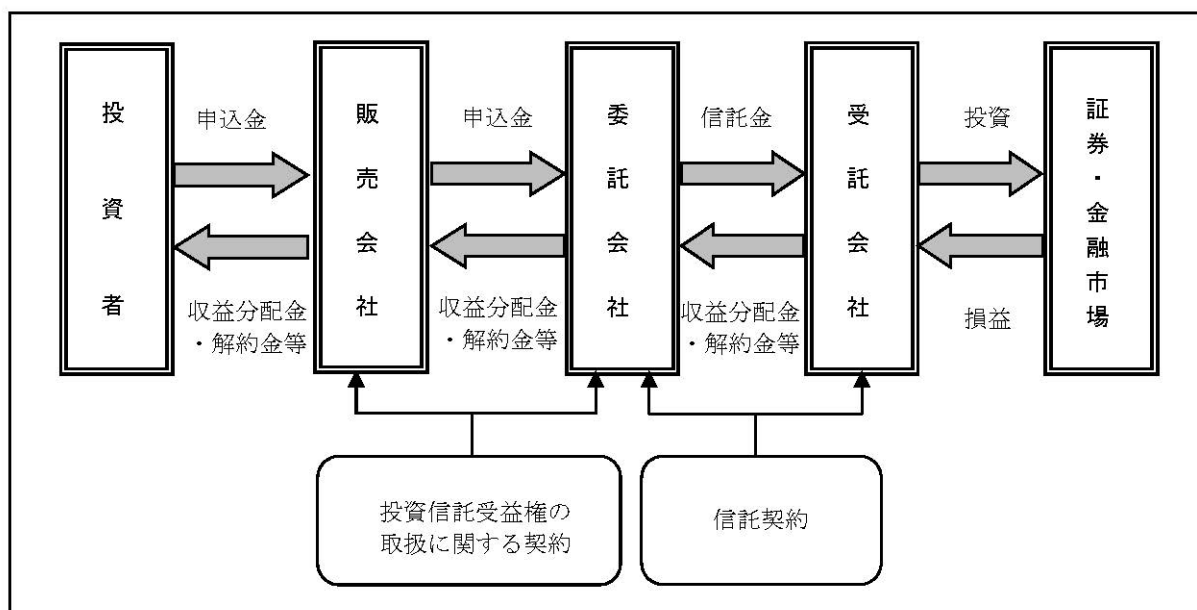 投資者
申込金
収益分配金
・解約金等
販売会社
申込金
収益分配金
・解約金等
委託会社
信託金
収益分配金
・解約金等
受託会社
投資
損益
証券・金融市場
投資信託受益権の
取扱に関する契約
信託契約